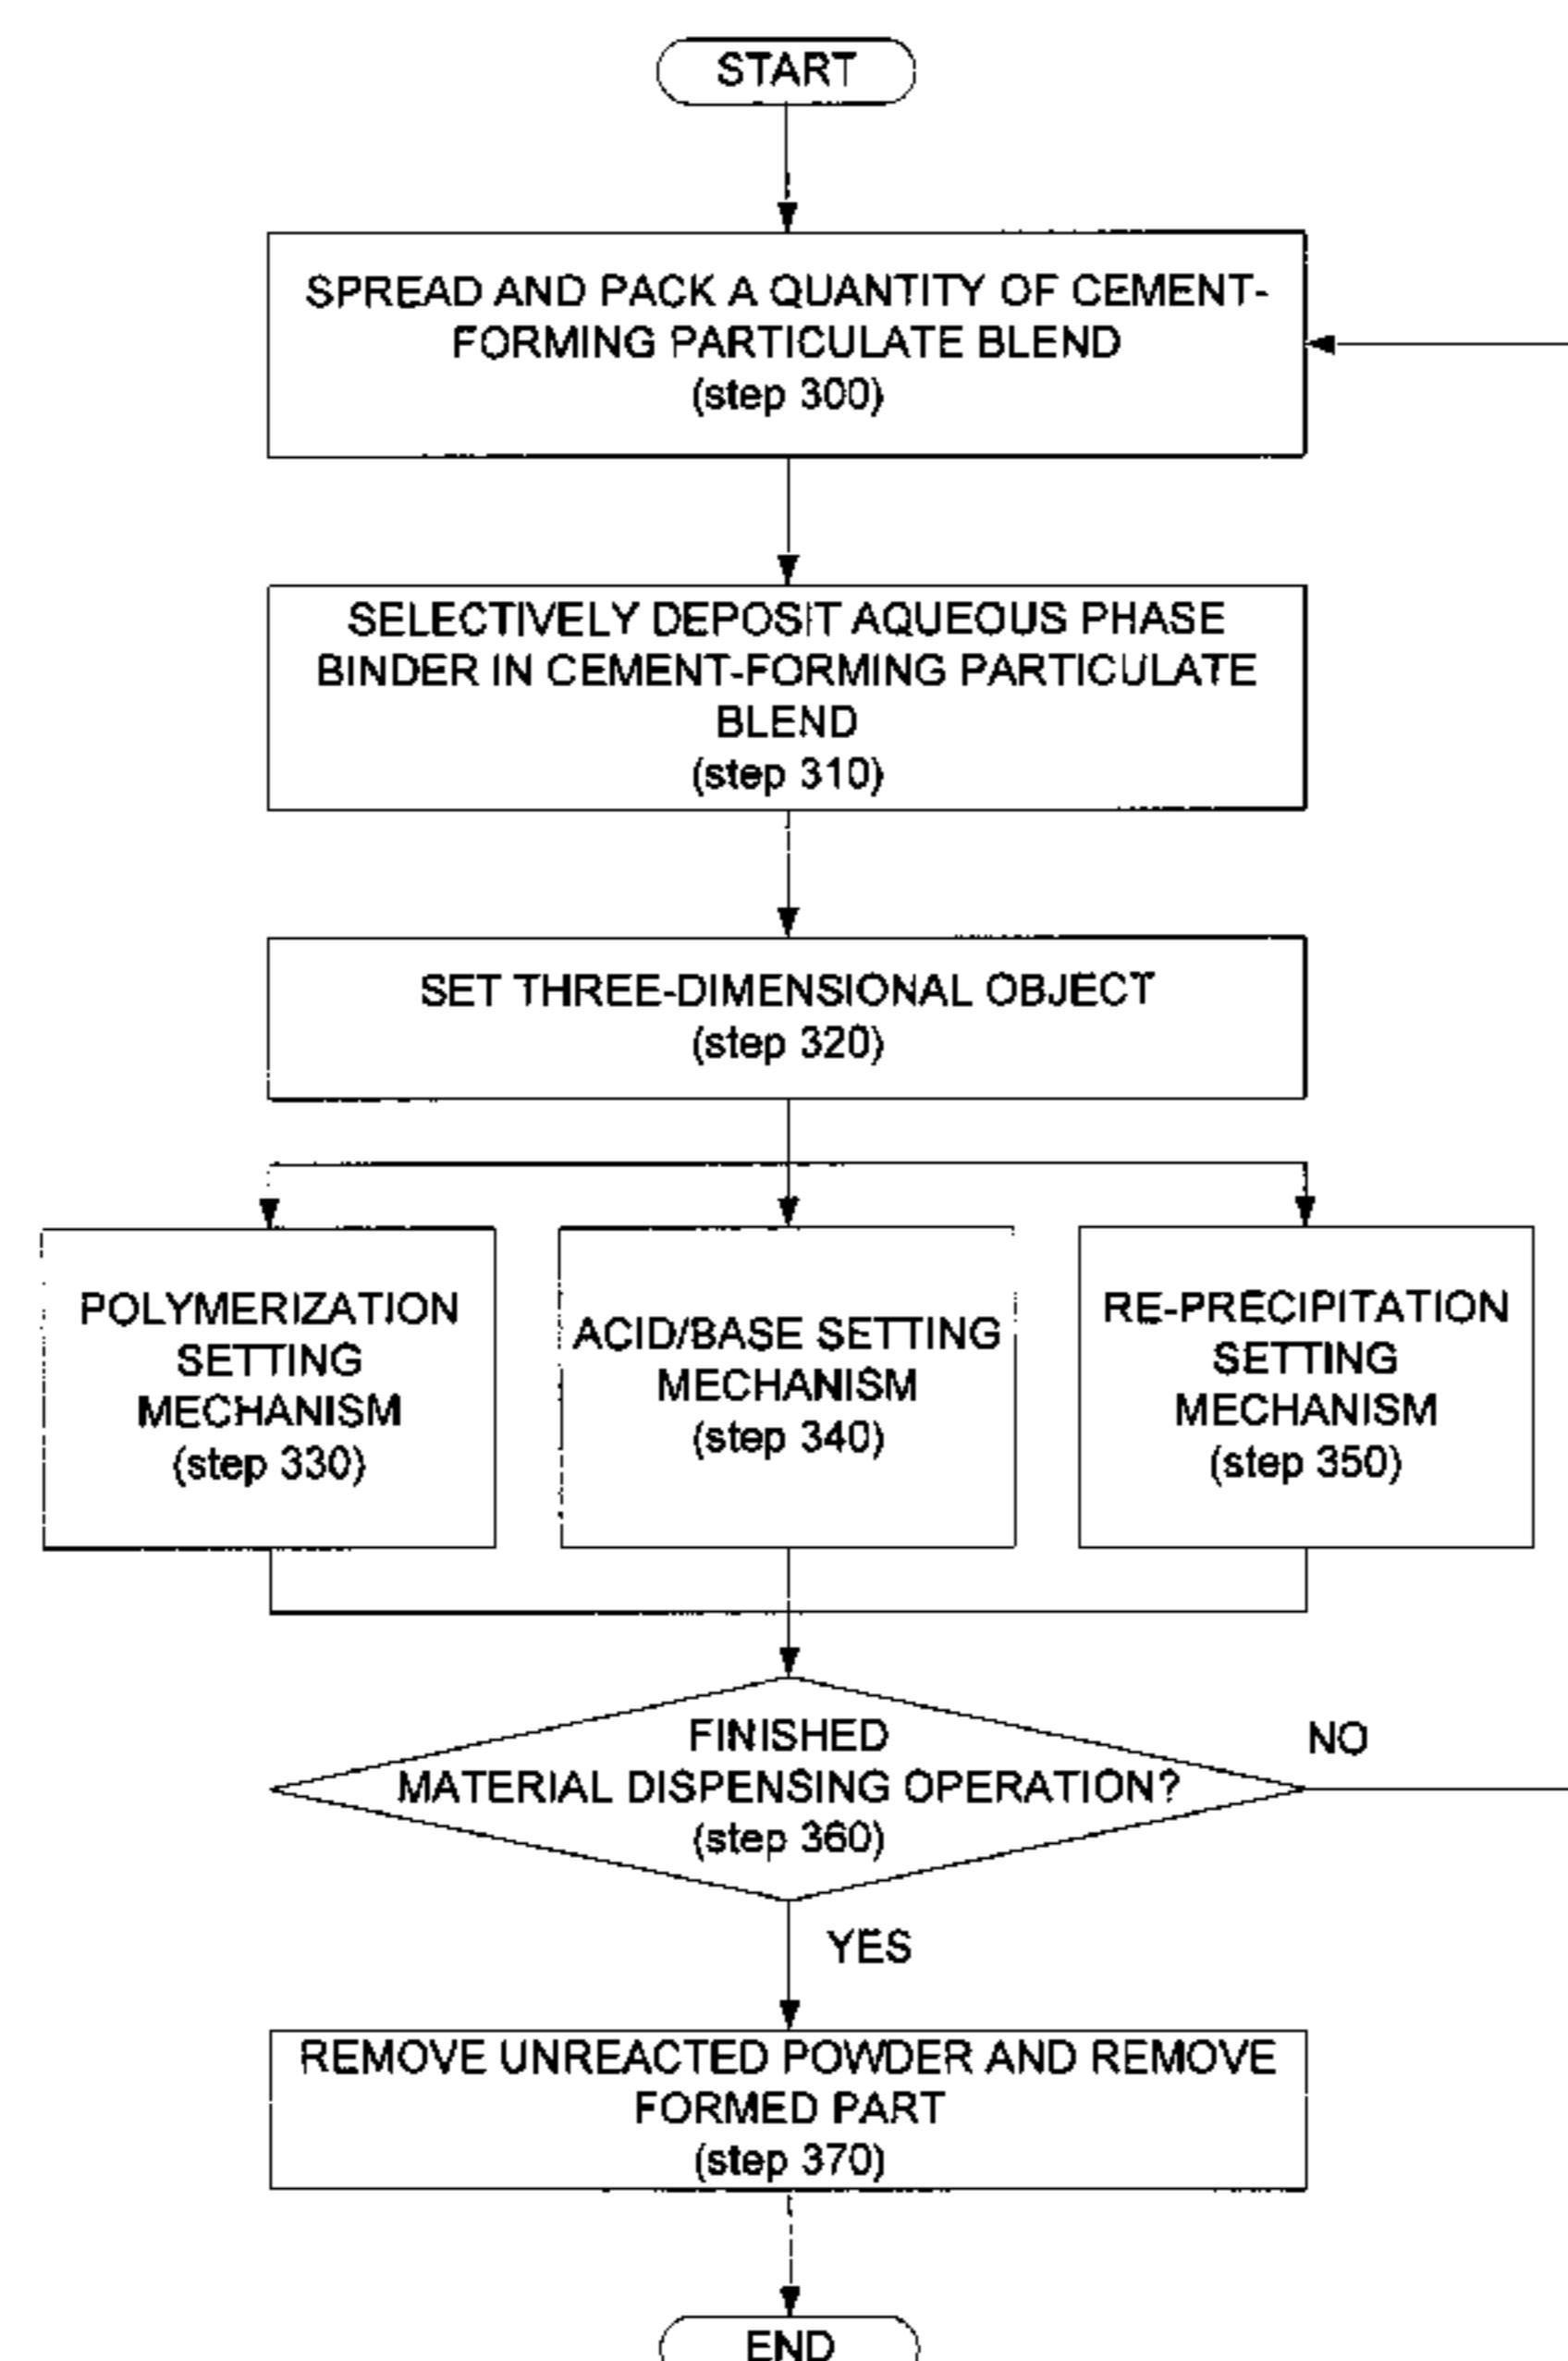 START
SPREAD AND PACK A QUANTITY OF CEMENT-
FORMING PARTICULATE BLEND
(step 300)
SELECTIVELY DEPOSIT AQUEOUS PHASE
BINDER IN CEMENT-FORMING PARTICULATE
BLEND
(step 310)
SET THREE-DIMENSIONAL OBJECT
(step 320)
POLYMERIZATION
SETTING
MECHANISM
(step 330)
ACID/BASE SETTING
MECHANISM
(step 340)
RE-PRECIPITATION
SETTING
MECHANISM
(step 350)
FINISHED
MATERIAL DISPENSING OPERATION?
(step 360)
NO
YES
REMOVE UNREACTED POWDER AND REMOVE
FORMED PART
(step 370)
END